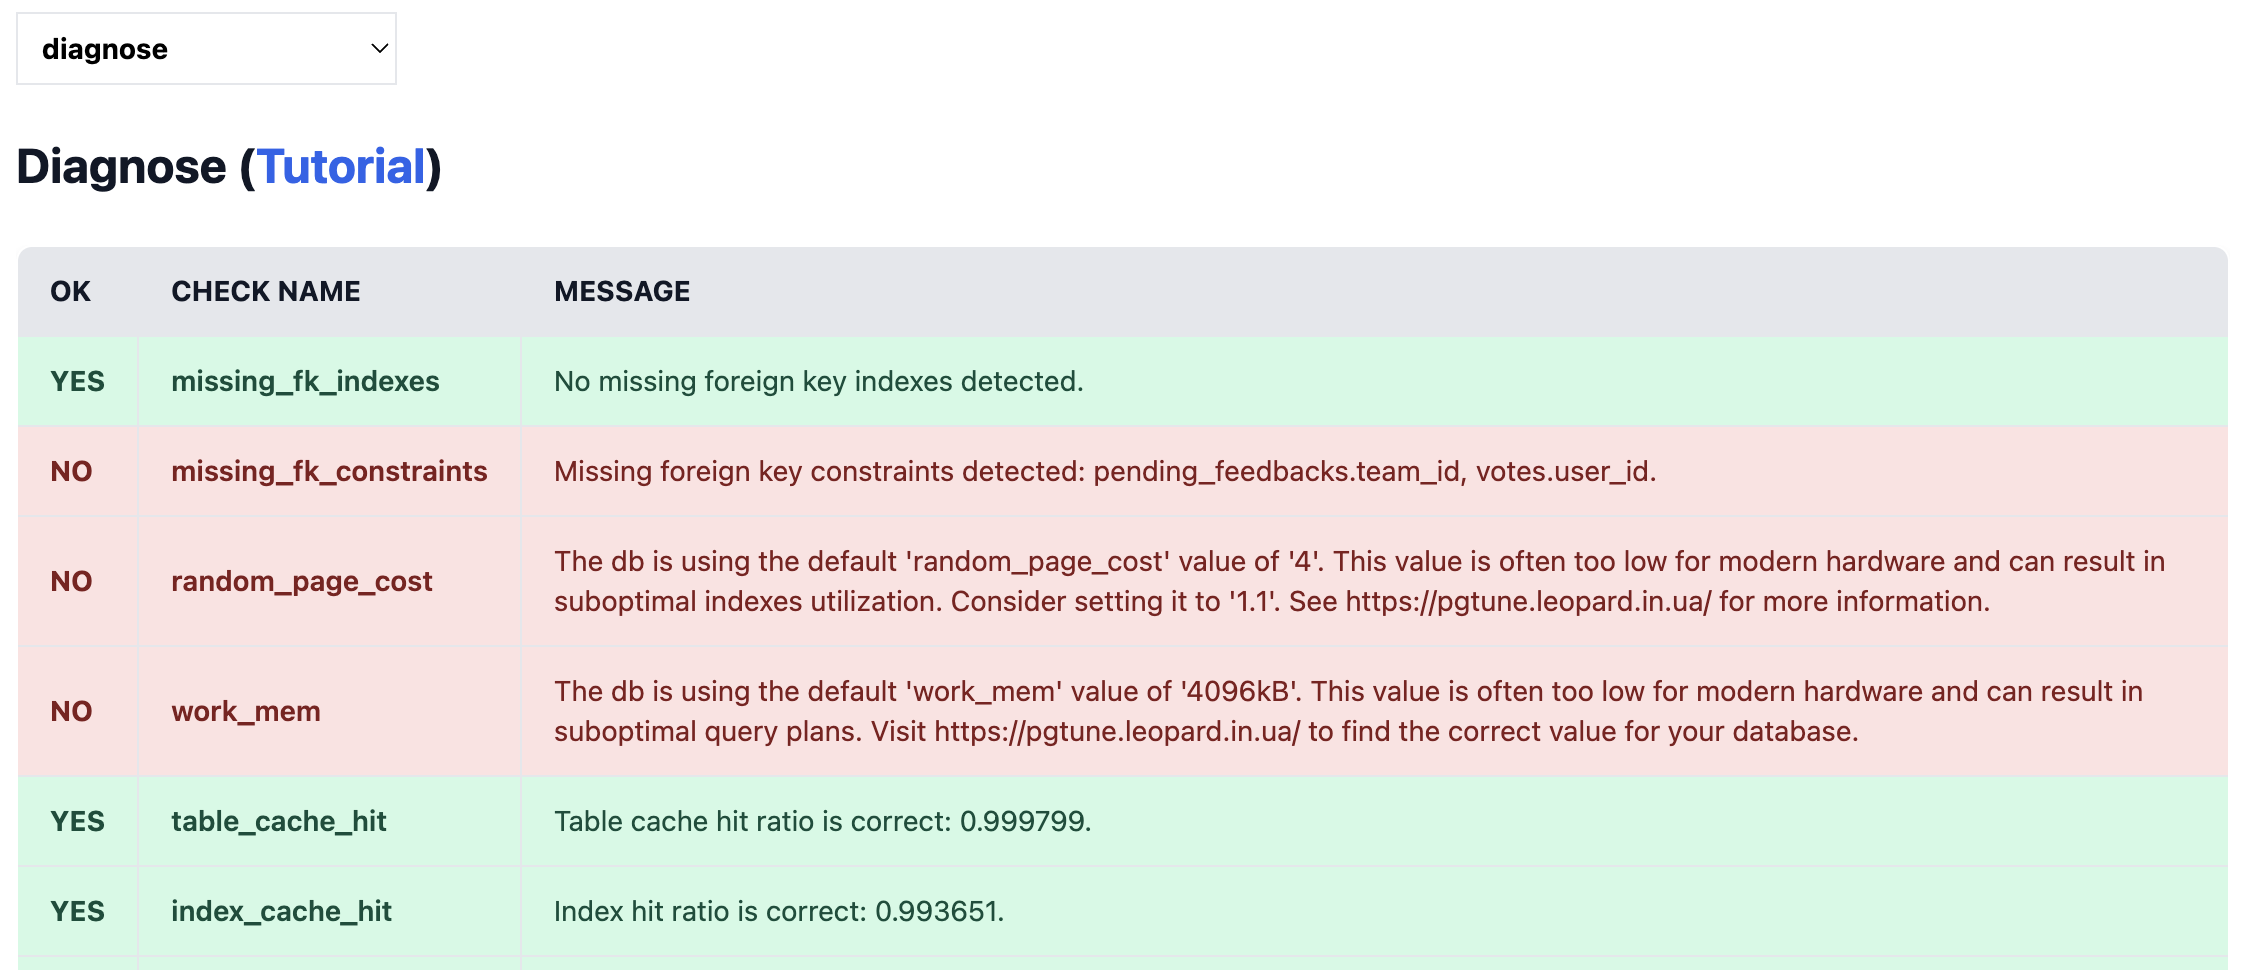 diagnose
Diagnose (Tutorial)
OK CHECK NAME MESSAGE
YES missing_fk_indexes No missing foreign key indexes detected.
NO missing_fk_constraints Missing foreign key constraints detected: pending_feedbacks.team_id, votes.user_id.
NO random_page_cost The db is using the default 'random_page_cost' value of '4'. This value is often too low for modern hardware and can result in
suboptimal indexes utilization. Consider setting it to '1.1'. See https://pgtune.leopard.in.ua/ for more information.
NO work_mem The db is using the default 'work_mem' value of '4096kB'. This value is often too low for modern hardware and can result in
suboptimal query plans. Visit https://pgtune.leopard.in.ua/ to find the correct value for your database.
YES table_cache_hit Table cache hit ratio is correct: 0.999799.
YES index_cache_hit Index hit ratio is correct: 0.993651.